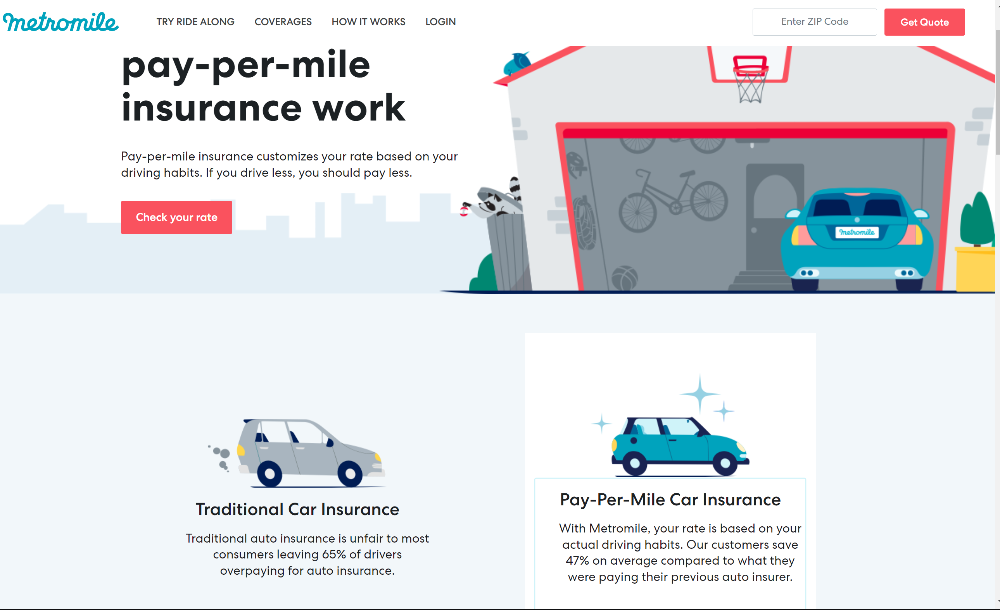 metromile
TRY RIDE ALONG
COVERAGES
HOW IT WORKS
LOGIN
Enter ZIP Code
Get Quote
pay-per-mile
insurance work
Pay-per-mile insurance customizes your rate based on your
driving habits. If you drive less, you should pay less.
Check your rate
metromile
Traditional Car Insurance
Traditional auto insurance is unfair to most
consumers leaving 65% of drivers
overpaying for auto insurance.
Pay-Per-Mile Car Insurance
With Metromile, your rate is based on your
actual driving habits. Our customers save
47% on average compared to what they
were paying their previous auto insurer.